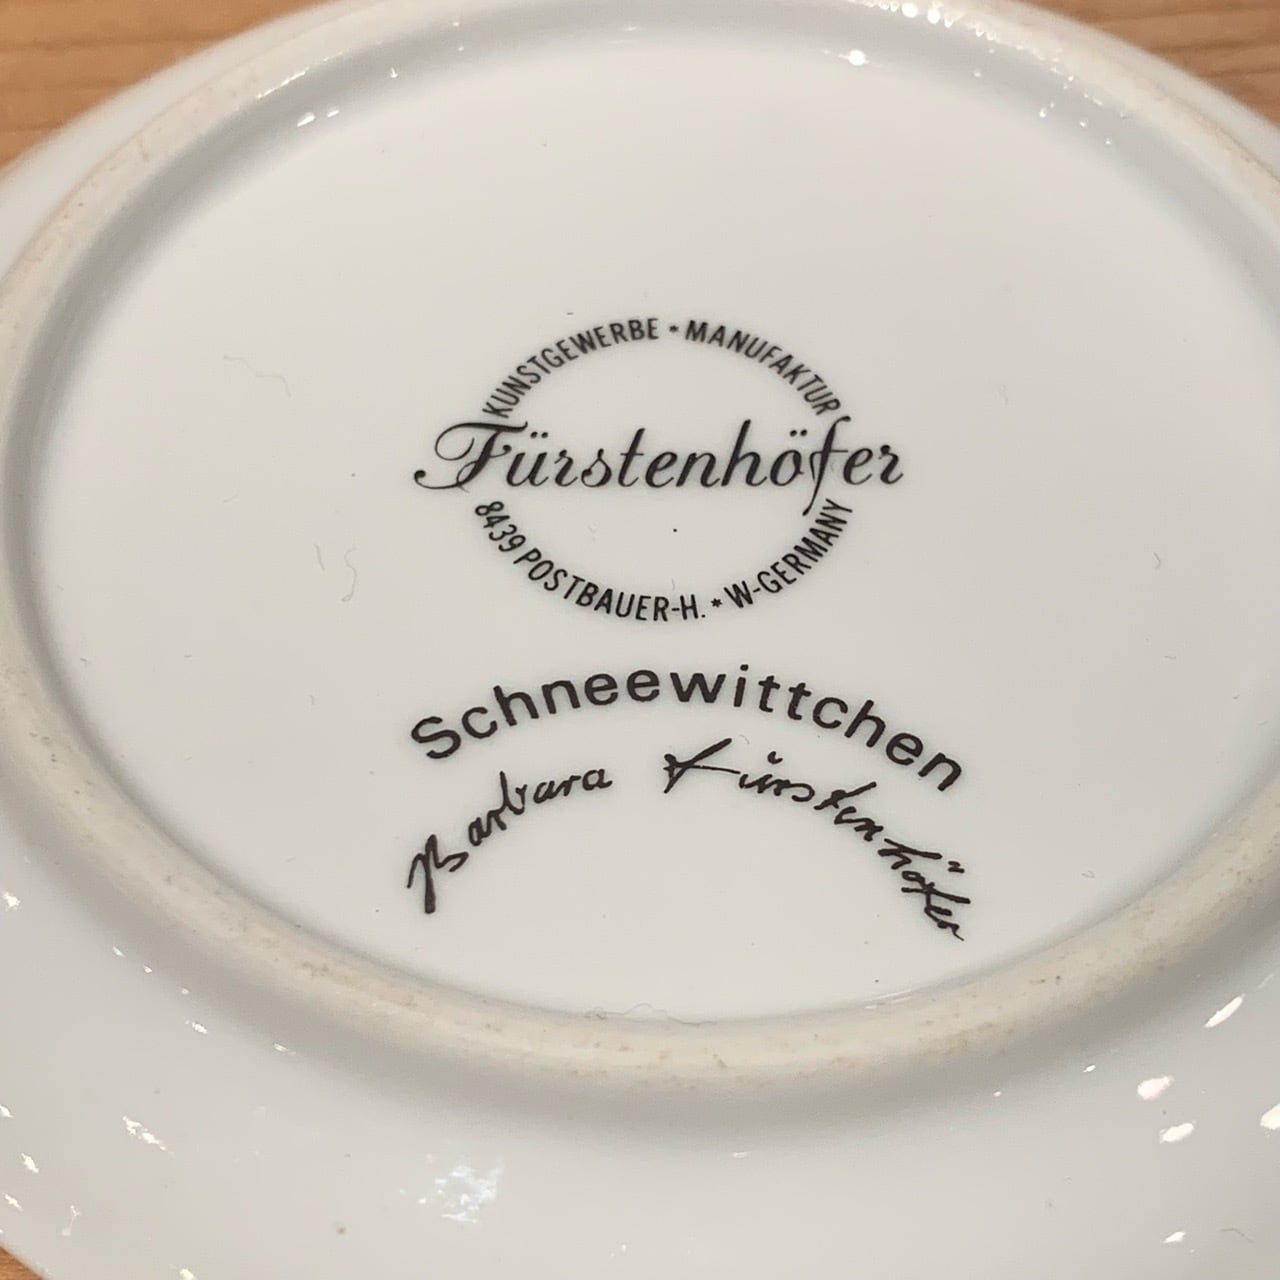 KUNSTGEWERBE * MANUFAKTUR
Fürstenhöfer
8439 POSTBAUER-H. * W-GERMANY
Schneewittchen
Barbara Fürstenhöfer